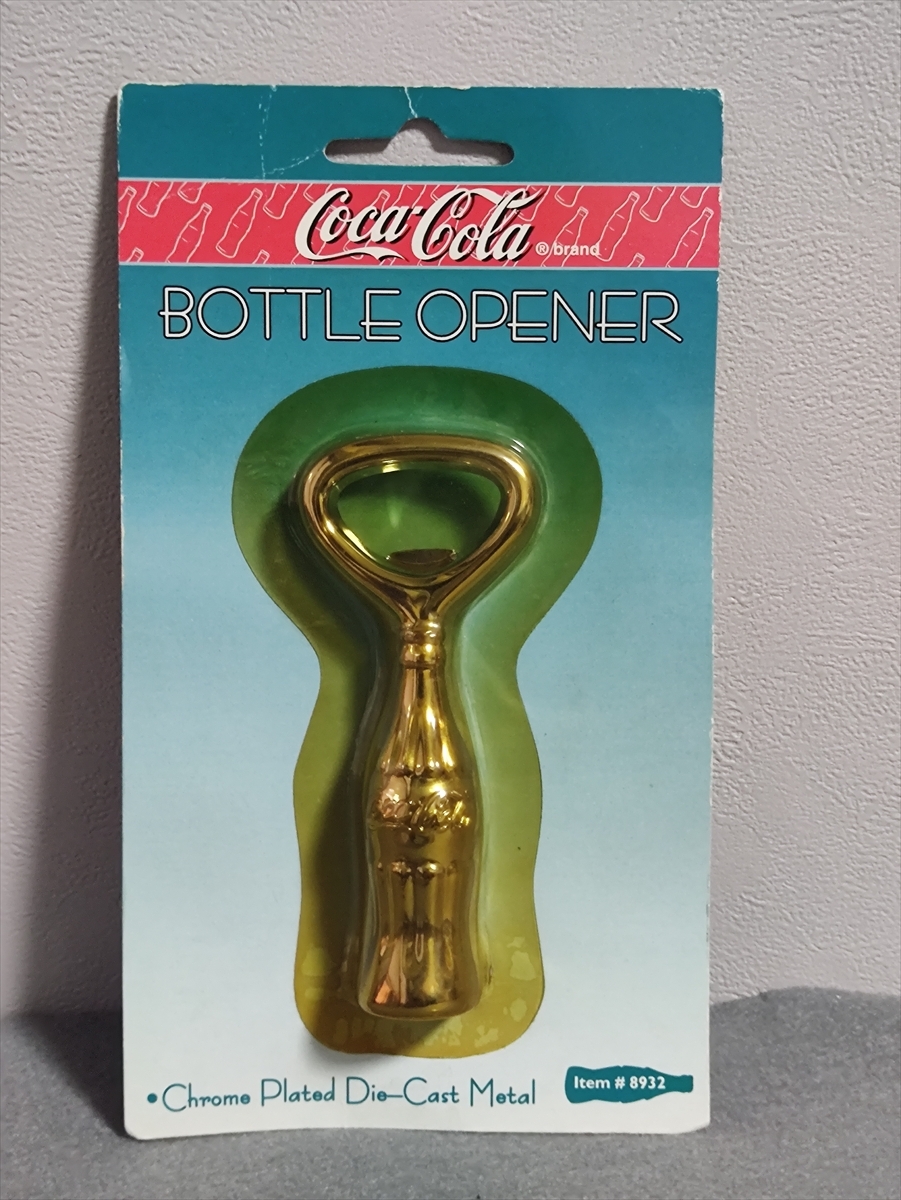 Coca-Cola ® brand
BOTTLE OPENER
Coca-Cola
• Chrome Plated Die-Cast Metal
Item # 8932